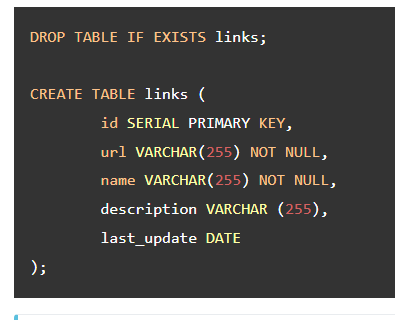 DROP TABLE IF EXISTS links;
CREATE TABLE links (
id SERIAL PRIMARY KEY,
url VARCHAR(255) NOT NULL,
name VARCHAR(255) NOT NULL,
description VARCHAR (255),
last_update DATE
);